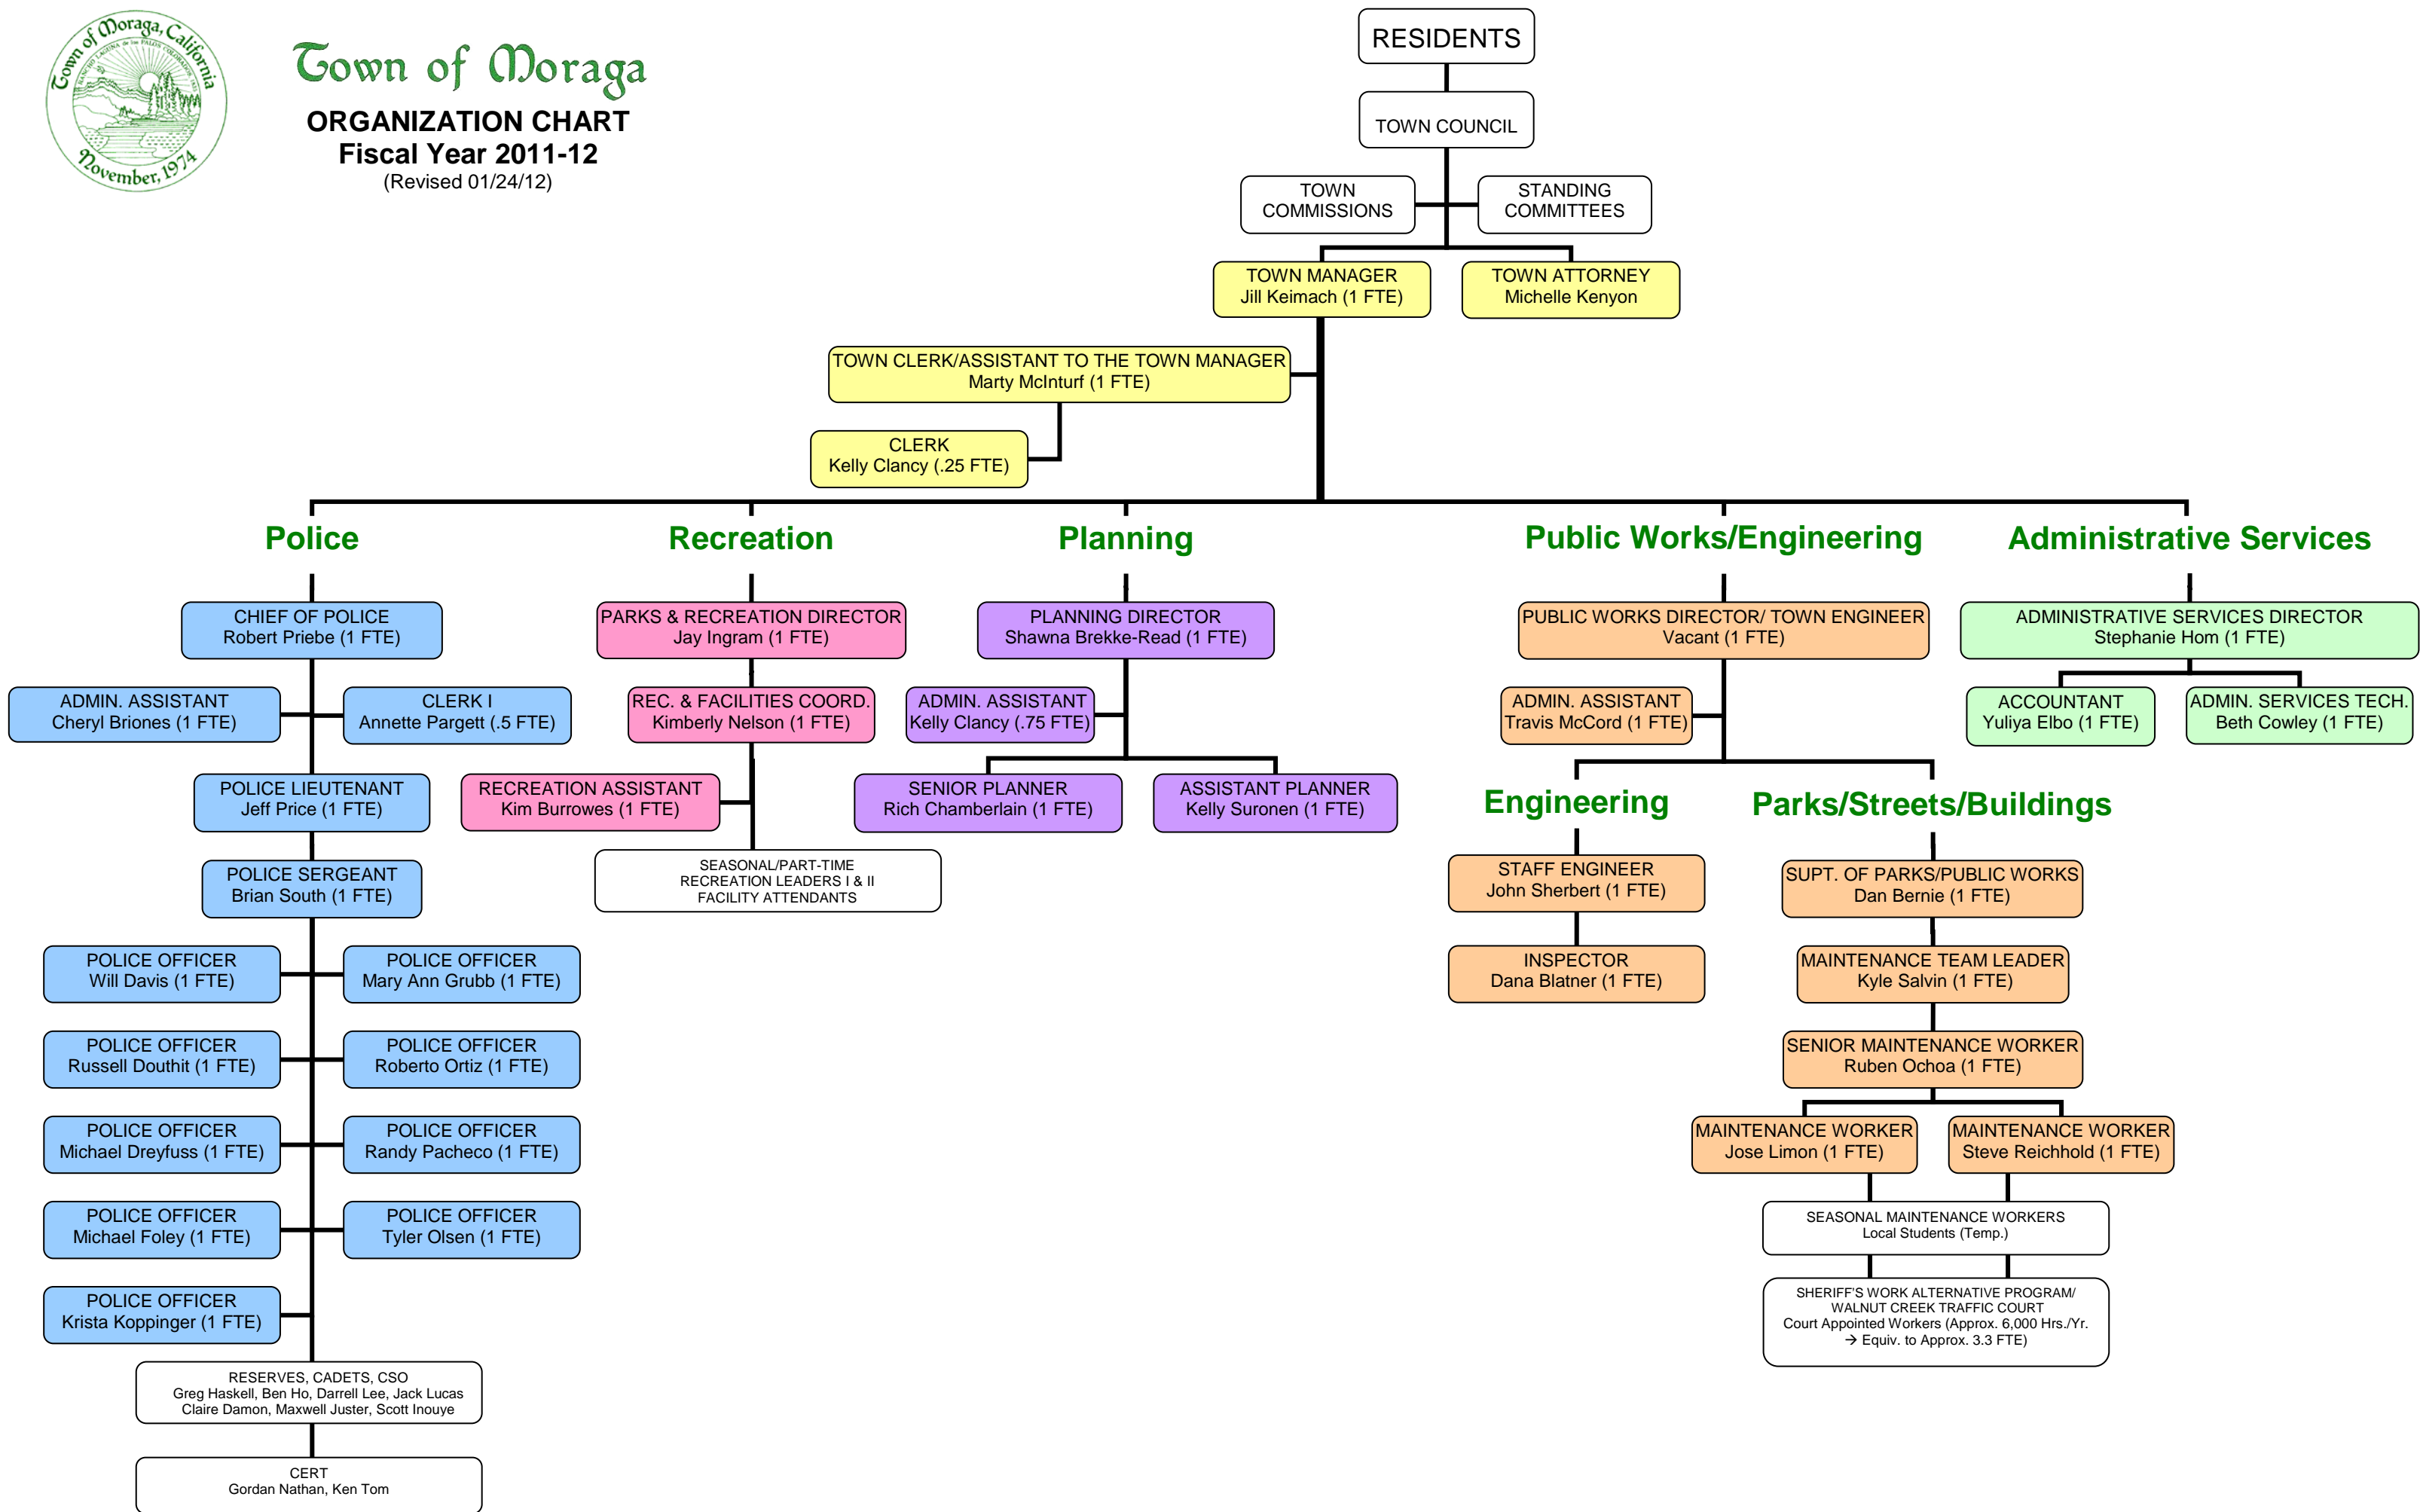 Town of Moraga, California
RANCHO LAGUNA de los PALOS COLORADOS
November, 1974
Town of Moraga
ORGANIZATION CHART
Fiscal Year 2011-12
(Revised 01/24/12)
RESIDENTS
TOWN COUNCIL
TOWN
COMMISSIONS
STANDING
COMMITTEES
TOWN MANAGER
Jill Keimach (1 FTE)
TOWN ATTORNEY
Michelle Kenyon
TOWN CLERK/ASSISTANT TO THE TOWN MANAGER
Marty McInturf (1 FTE)
CLERK
Kelly Clancy (.25 FTE)
Police
CHIEF OF POLICE
Robert Priebe (1 FTE)
ADMIN. ASSISTANT
Cheryl Briones (1 FTE)
CLERK I
Annette Pargett (.5 FTE)
POLICE LIEUTENANT
Jeff Price (1 FTE)
POLICE SERGEANT
Brian South (1 FTE)
POLICE OFFICER
Will Davis (1 FTE)
POLICE OFFICER
Mary Ann Grubb (1 FTE)
POLICE OFFICER
Russell Douthit (1 FTE)
POLICE OFFICER
Roberto Ortiz (1 FTE)
POLICE OFFICER
Michael Dreyfuss (1 FTE)
POLICE OFFICER
Randy Pacheco (1 FTE)
POLICE OFFICER
Michael Foley (1 FTE)
POLICE OFFICER
Tyler Olsen (1 FTE)
POLICE OFFICER
Krista Koppinger (1 FTE)
RESERVES, CADETS, CSO
Greg Haskell, Ben Ho, Darrell Lee, Jack Lucas
Claire Damon, Maxwell Juster, Scott Inouye
CERT
Gordan Nathan, Ken Tom
Recreation
PARKS & RECREATION DIRECTOR
Jay Ingram (1 FTE)
REC. & FACILITIES COORD.
Kimberly Nelson (1 FTE)
RECREATION ASSISTANT
Kim Burrowes (1 FTE)
SEASONAL/PART-TIME
RECREATION LEADERS I & II
FACILITY ATTENDANTS
Planning
PLANNING DIRECTOR
Shawna Brekke-Read (1 FTE)
ADMIN. ASSISTANT
Kelly Clancy (.75 FTE)
SENIOR PLANNER
Rich Chamberlain (1 FTE)
ASSISTANT PLANNER
Kelly Suronen (1 FTE)
Public Works/Engineering
PUBLIC WORKS DIRECTOR/ TOWN ENGINEER
Vacant (1 FTE)
ADMIN. ASSISTANT
Travis McCord (1 FTE)
Engineering
STAFF ENGINEER
John Sherbert (1 FTE)
INSPECTOR
Dana Blatner (1 FTE)
Parks/Streets/Buildings
SUPT. OF PARKS/PUBLIC WORKS
Dan Bernie (1 FTE)
MAINTENANCE TEAM LEADER
Kyle Salvin (1 FTE)
SENIOR MAINTENANCE WORKER
Ruben Ochoa (1 FTE)
MAINTENANCE WORKER
Jose Limon (1 FTE)
MAINTENANCE WORKER
Steve Reichhold (1 FTE)
SEASONAL MAINTENANCE WORKERS
Local Students (Temp.)
SHERIFF'S WORK ALTERNATIVE PROGRAM/
WALNUT CREEK TRAFFIC COURT
Court Appointed Workers (Approx. 6,000 Hrs./Yr.
→ Equiv. to Approx. 3.3 FTE)
Administrative Services
ADMINISTRATIVE SERVICES DIRECTOR
Stephanie Hom (1 FTE)
ACCOUNTANT
Yuliya Elbo (1 FTE)
ADMIN. SERVICES TECH.
Beth Cowley (1 FTE)